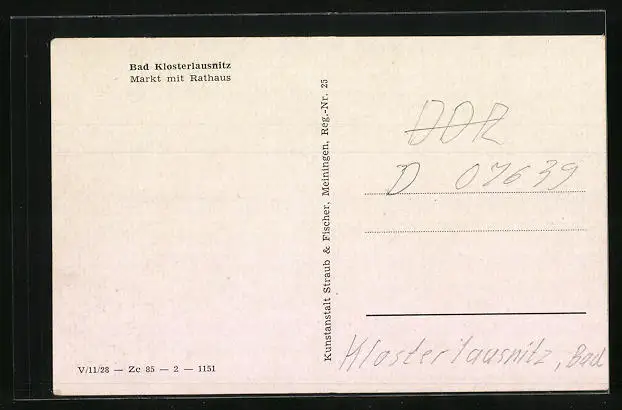 Bad Klosterlausnitz
Markt mit Rathaus
V/11/28 — Zc 85 — 2 — 1151
Kunstanstalt Straub & Fischer, Meiningen, Reg.-Nr. 25
DDR
D 07639
Klosterlausnitz, Bad